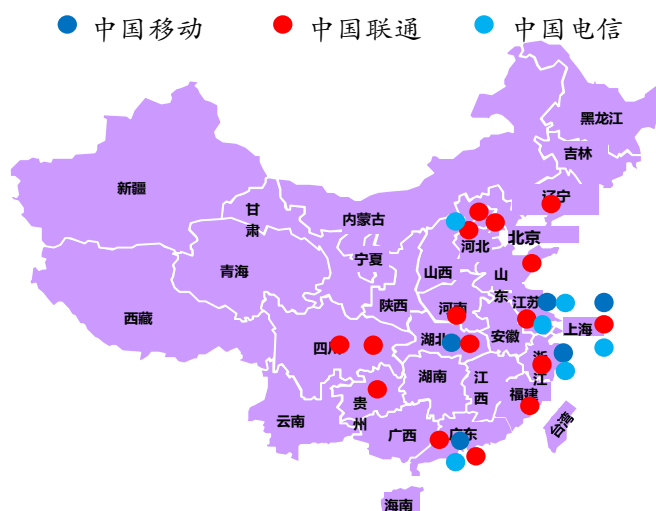 中国移动 中国联通 中国电信
黑龙江
吉林
辽宁
新疆
甘
肃
内蒙古
北京
河北
宁夏
青海
山西
山
东
陕西
河南
江苏
西藏
上海
安徽
湖北
四川
浙
江
湖南
江
西
贵
州
福建
云南
广西
广东
台湾
海南